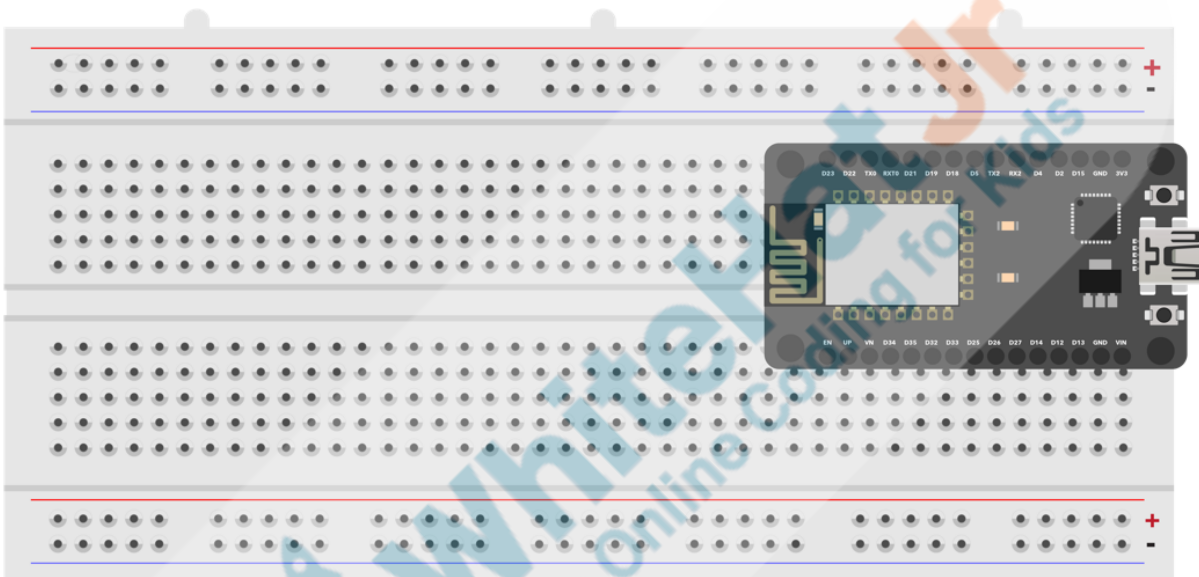 +
-
D23 D22 TX0 RXT0 D21 D19 D18 D5 TX2 RX2 D4 D2 D15 GND 3V3
EN UP VN D34 D35 D32 D33 D25 D26 D27 D14 D12 D13 GND VIN
+
-
WhiteHat Jr
Online Coding for Kids